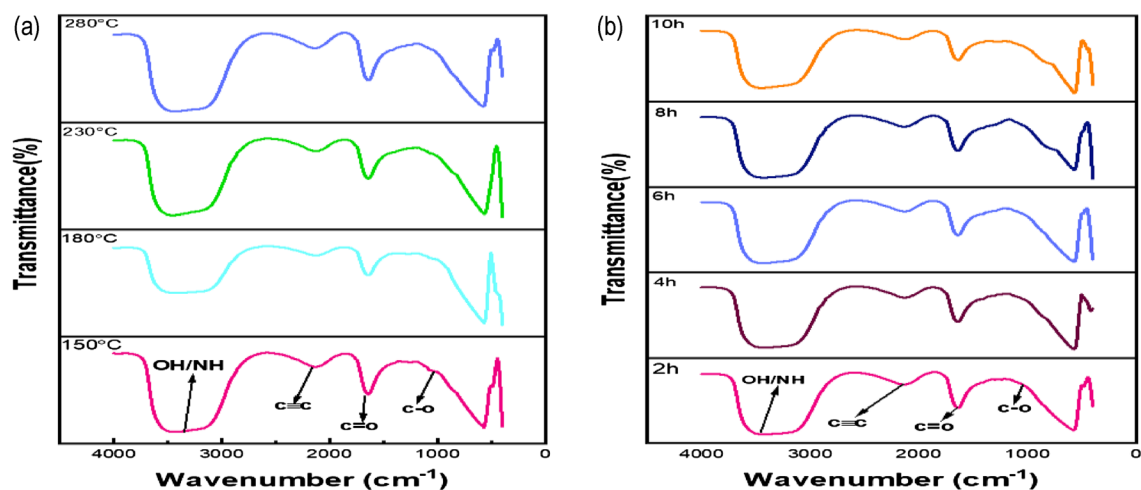 (a)
280°C
230°C
180°C
150°C
OH/NH
C≡C
C=O
C-O
Transmittance(%)
4000 3000 2000 1000 0
Wavenumber (cm⁻¹)
(b)
10h
8h
6h
4h
2h
OH/NH
C≡C
C=O
C-O
Transmittance(%)
4000 3000 2000 1000 0
Wavenumber (cm⁻¹)